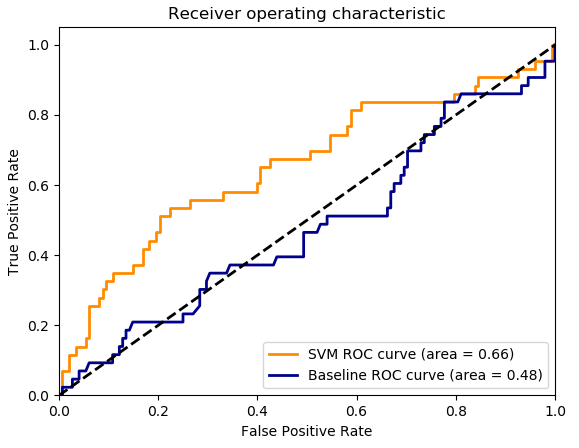 Receiver operating characteristic
True Positive Rate
1.0
0.8
0.6
0.4
0.2
0.0
SVM ROC curve (area = 0.66)
Baseline ROC curve (area = 0.48)
0.0 0.2 0.4 0.6 0.8 1.0
False Positive Rate